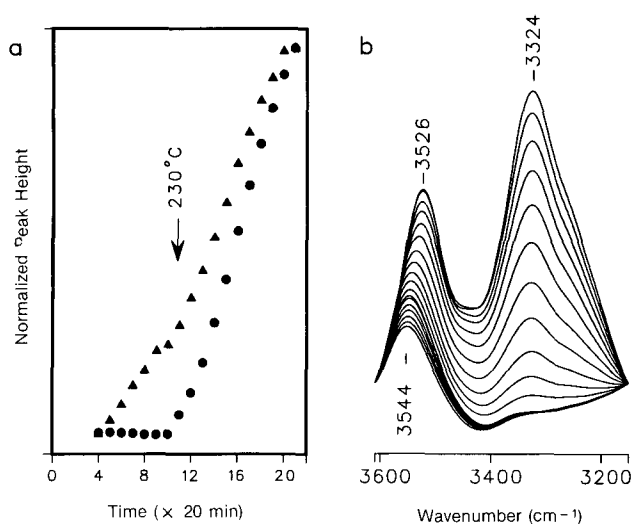 a
Normalized Peak Height
230°C
0 4 8 12 16 20
Time (× 20 min)
b
3544 –
–3526
–3324
3600 3400 3200
Wavenumber (cm⁻¹)